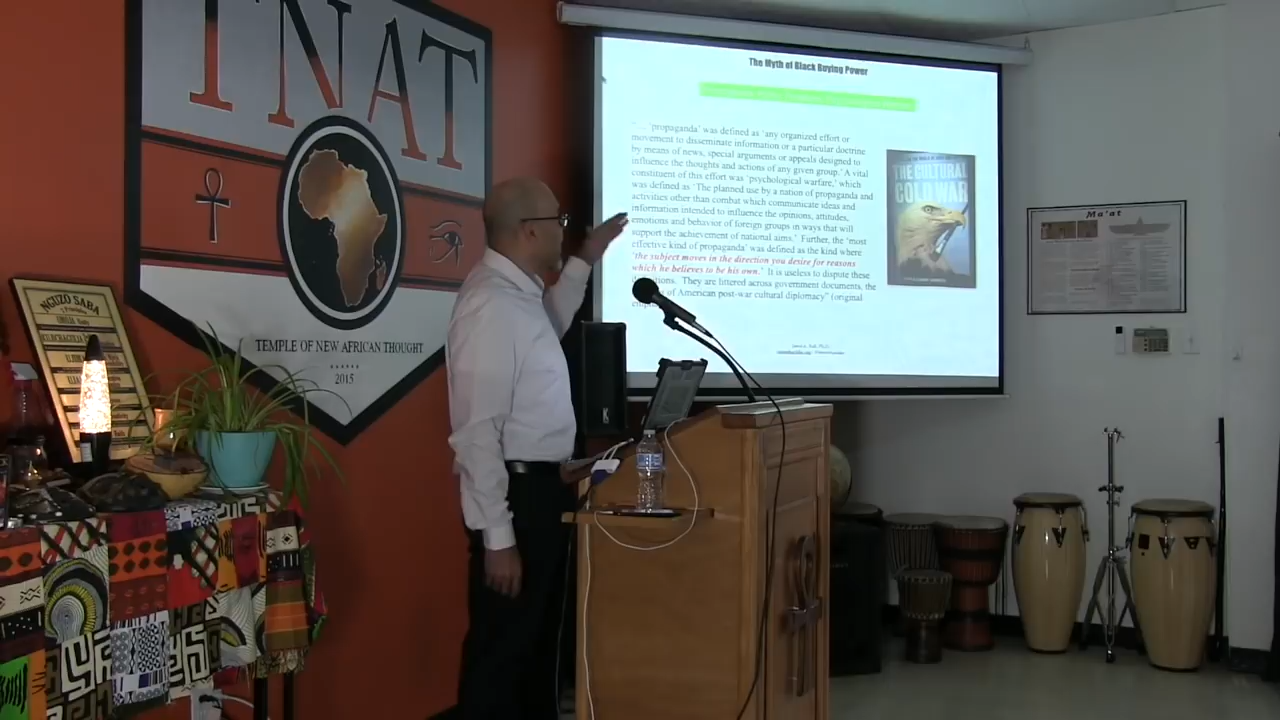 TNAT
TEMPLE OF NEW AFRICAN THOUGHT
2015
NGUZO SABA
The Myth of Black Buying Power
'propaganda' was defined as 'any organized effort or
movement to disseminate information or a particular doctrine
by means of news, special arguments or appeals designed to
influence the thoughts and actions of any given group.' A vital
constituent of this effort was 'psychological warfare,' which
was defined as 'The planned use by a nation of propaganda and
activities other than combat which communicate ideas and
information intended to influence the opinions, attitudes,
emotions and behavior of foreign groups in ways that will
support the achievement of national aims.' Further, the 'most
effective kind of propaganda' was defined as the kind where
'the subject moves in the direction you desire for reasons
which he believes to be his own.' It is useless to dispute these
They are littered across government documents, the
of American post-war cultural diplomacy" (original
THE CULTURAL
COLD WAR
Ma'at